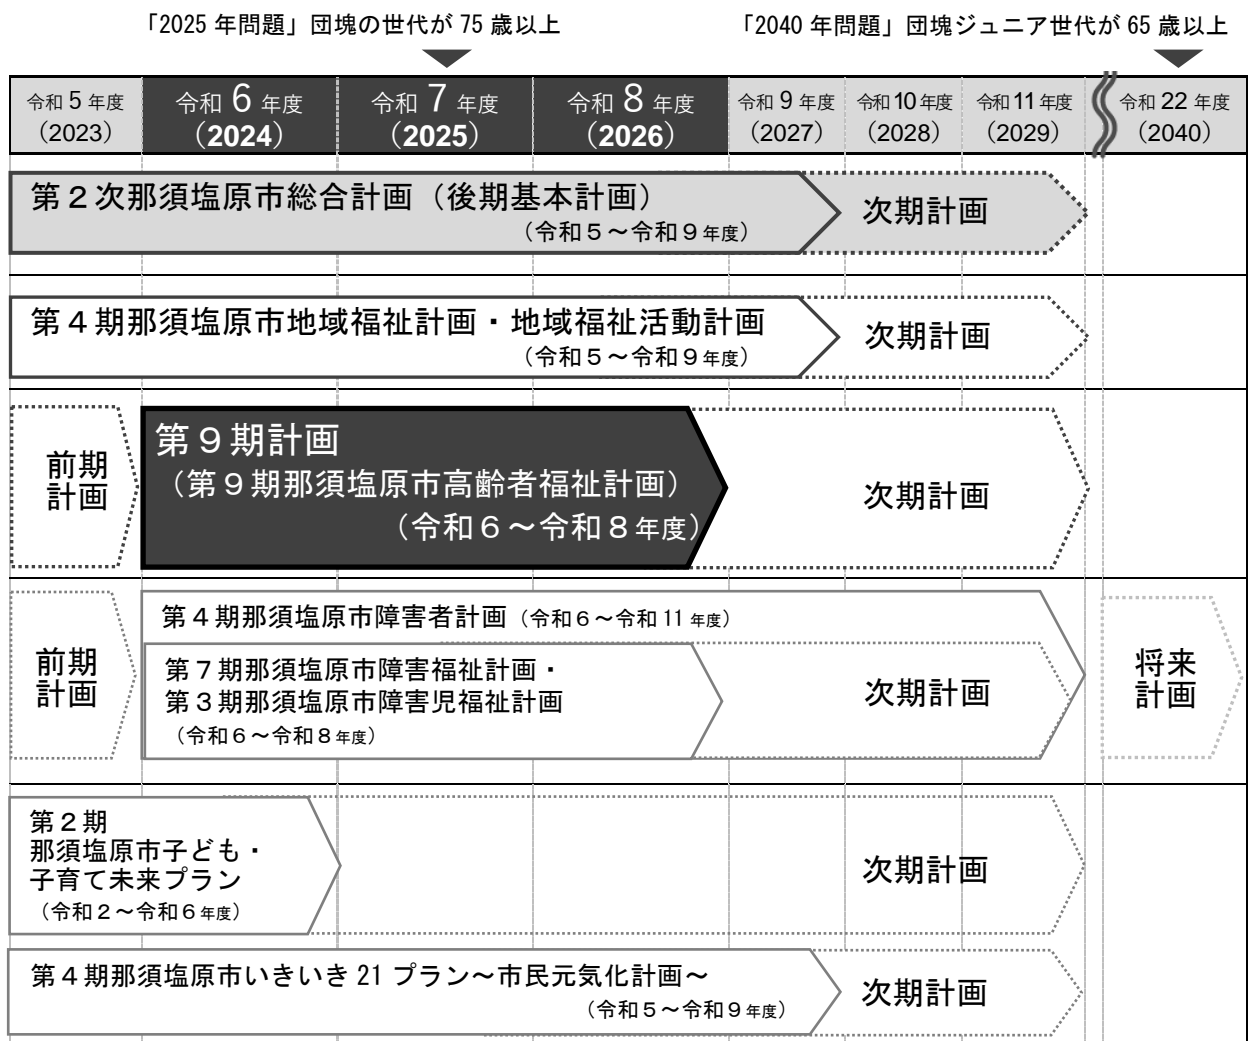 「2025 年問題」団塊の世代が 75 歳以上
「2040 年問題」団塊ジュニア世代が 65 歳以上
令和 5 年度
（2023）
令和 6 年度
（2024）
令和 7 年度
（2025）
令和 8 年度
（2026）
令和 9 年度
（2027）
令和 10 年度
（2028）
令和 11 年度
（2029）
令和 22 年度
（2040）
第２次那須塩原市総合計画（後期基本計画）
（令和５～令和９年度）
次期計画
第４期那須塩原市地域福祉計画・地域福祉活動計画
（令和５～令和９年度）
次期計画
前期
計画
第９期計画
（第９期那須塩原市高齢者福祉計画）
（令和６～令和８年度）
次期計画
前期
計画
第４期那須塩原市障害者計画（令和６～令和 11 年度）
第７期那須塩原市障害福祉計画・
第３期那須塩原市障害児福祉計画
（令和６～令和８年度）
次期計画
将来
計画
第２期
那須塩原市子ども・
子育て未来プラン
（令和２～令和６年度）
次期計画
第４期那須塩原市いきいき 21 プラン～市民元気化計画～
（令和５～令和９年度）
次期計画